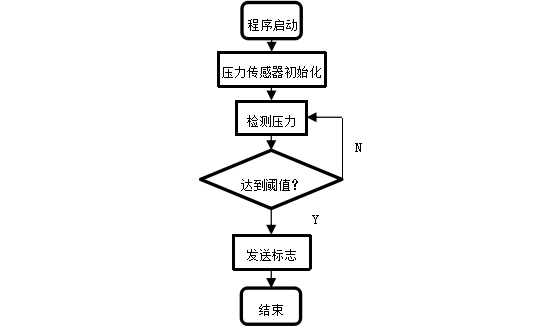 程序启动
压力传感器初始化
检测压力
达到阈值？
N
Y
发送标志
结束